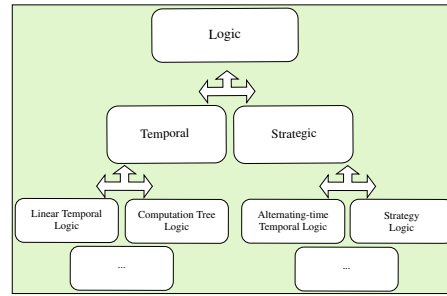 Logic
Temporal
Strategic
Linear Temporal
Logic
Computation Tree
Logic
Alternating-time
Temporal Logic
Strategy
Logic
...
...